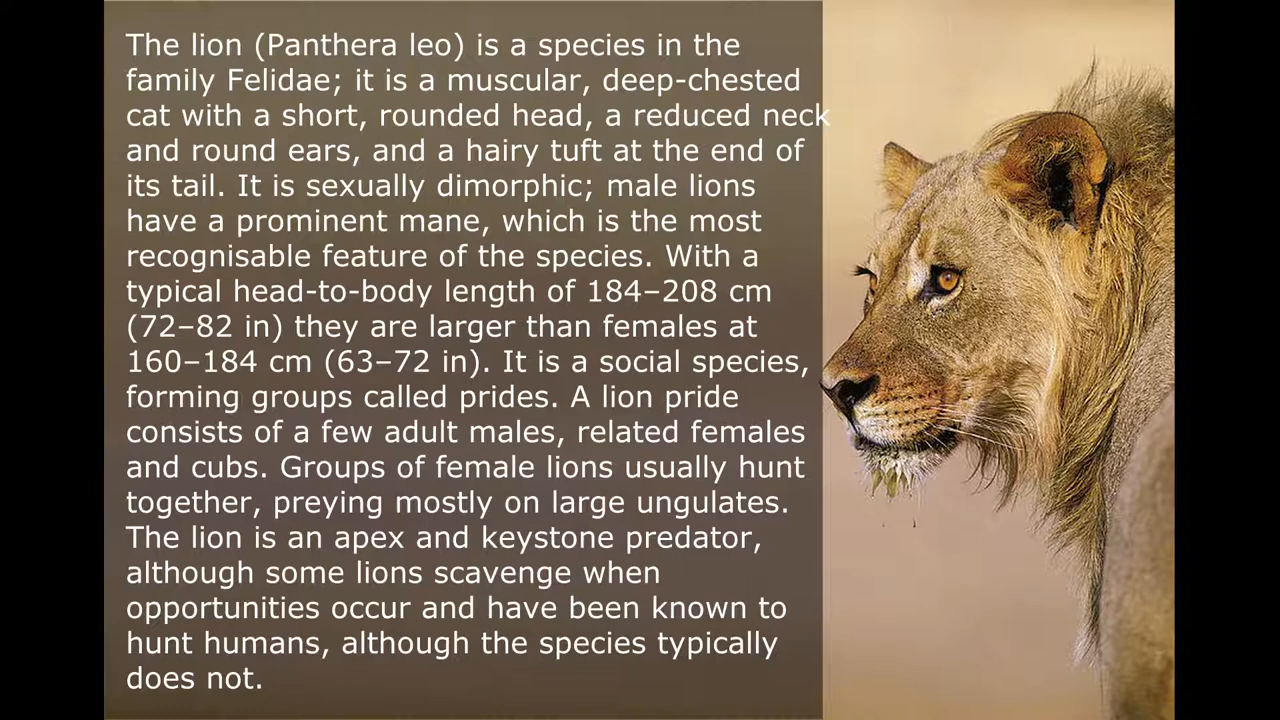 The lion (Panthera leo) is a species in the
family Felidae; it is a muscular, deep-chested
cat with a short, rounded head, a reduced neck
and round ears, and a hairy tuft at the end of
its tail. It is sexually dimorphic; male lions
have a prominent mane, which is the most
recognisable feature of the species. With a
typical head-to-body length of 184–208 cm
(72–82 in) they are larger than females at
160–184 cm (63–72 in). It is a social species,
forming groups called prides. A lion pride
consists of a few adult males, related females
and cubs. Groups of female lions usually hunt
together, preying mostly on large ungulates.
The lion is an apex and keystone predator,
although some lions scavenge when
opportunities occur and have been known to
hunt humans, although the species typically
does not.